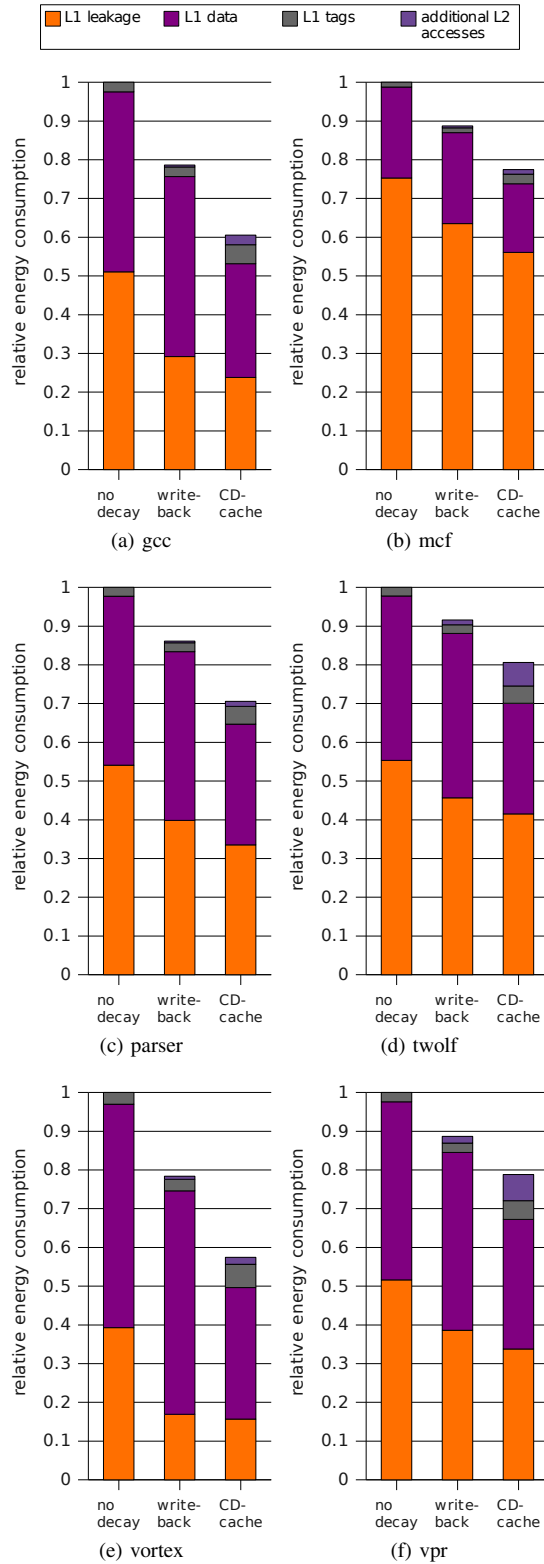 L1 leakage L1 data L1 tags additional L2
accesses
relative energy consumption
1
0.9
0.8
0.7
0.6
0.5
0.4
0.3
0.2
0.1
0
no
decay
write-
back
CD-
cache
(a) gcc
relative energy consumption
1
0.9
0.8
0.7
0.6
0.5
0.4
0.3
0.2
0.1
0
no
decay
write-
back
CD-
cache
(b) mcf
relative energy consumption
1
0.9
0.8
0.7
0.6
0.5
0.4
0.3
0.2
0.1
0
no
decay
write-
back
CD-
cache
(c) parser
relative energy consumption
1
0.9
0.8
0.7
0.6
0.5
0.4
0.3
0.2
0.1
0
no
decay
write-
back
CD-
cache
(d) twolf
relative energy consumption
1
0.9
0.8
0.7
0.6
0.5
0.4
0.3
0.2
0.1
0
no
decay
write-
back
CD-
cache
(e) vortex
relative energy consumption
1
0.9
0.8
0.7
0.6
0.5
0.4
0.3
0.2
0.1
0
no
decay
write-
back
CD-
cache
(f) vpr